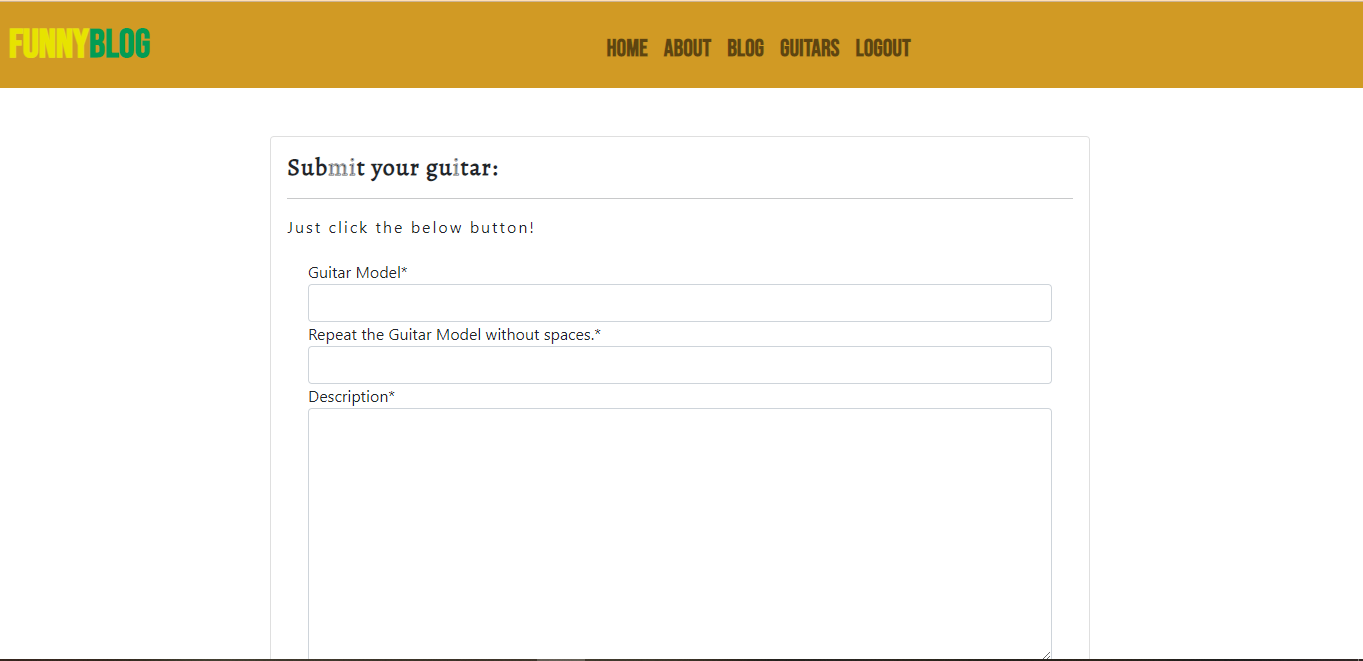 FUNNYBLOG
HOME ABOUT BLOG GUITARS LOGOUT
Submit your guitar:
Just click the below button!
Guitar Model*
Repeat the Guitar Model without spaces.*
Description*